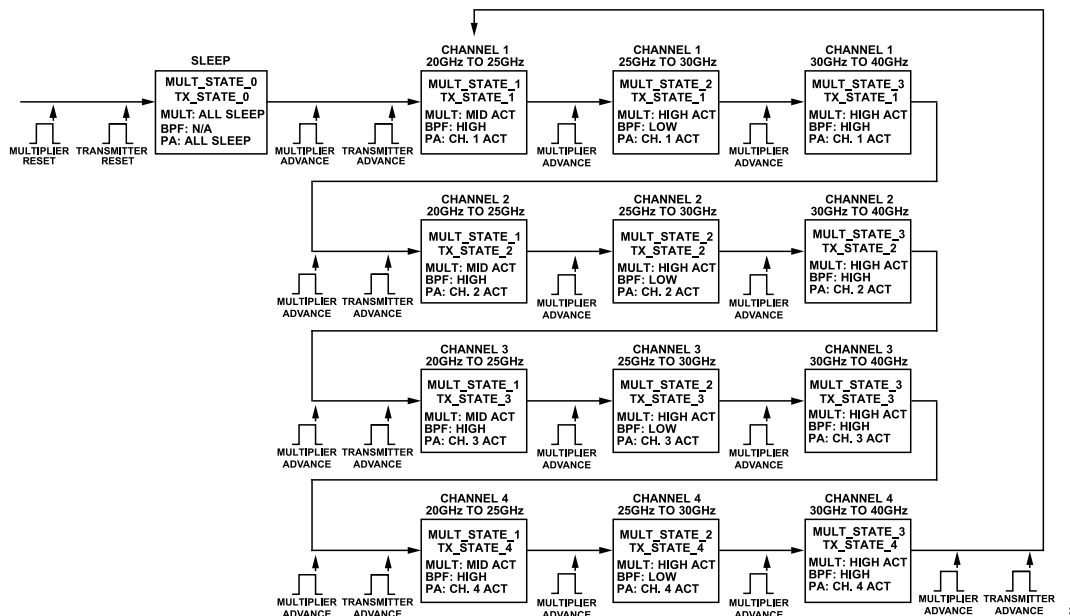 SLEEP
MULT_STATE_0
TX_STATE_0
MULT: ALL SLEEP
BPF: N/A
PA: ALL SLEEP
MULTIPLIER
RESET
TRANSMITTER
RESET
MULTIPLIER
ADVANCE
TRANSMITTER
ADVANCE
CHANNEL 1
20GHz TO 25GHz
MULT_STATE_1
TX_STATE_1
MULT: MID ACT
BPF: HIGH
PA: CH. 1 ACT
MULTIPLIER
ADVANCE
CHANNEL 1
25GHz TO 30GHz
MULT_STATE_2
TX_STATE_1
MULT: HIGH ACT
BPF: LOW
PA: CH. 1 ACT
MULTIPLIER
ADVANCE
CHANNEL 1
30GHz TO 40GHz
MULT_STATE_3
TX_STATE_1
MULT: HIGH ACT
BPF: HIGH
PA: CH. 1 ACT
MULTIPLIER
ADVANCE
TRANSMITTER
ADVANCE
CHANNEL 2
20GHz TO 25GHz
MULT_STATE_1
TX_STATE_2
MULT: MID ACT
BPF: HIGH
PA: CH. 2 ACT
MULTIPLIER
ADVANCE
CHANNEL 2
25GHz TO 30GHz
MULT_STATE_2
TX_STATE_2
MULT: HIGH ACT
BPF: LOW
PA: CH. 2 ACT
MULTIPLIER
ADVANCE
CHANNEL 2
30GHz TO 40GHz
MULT_STATE_3
TX_STATE_2
MULT: HIGH ACT
BPF: HIGH
PA: CH. 2 ACT
MULTIPLIER
ADVANCE
TRANSMITTER
ADVANCE
CHANNEL 3
20GHz TO 25GHz
MULT_STATE_1
TX_STATE_3
MULT: MID ACT
BPF: HIGH
PA: CH. 3 ACT
MULTIPLIER
ADVANCE
CHANNEL 3
25GHz TO 30GHz
MULT_STATE_2
TX_STATE_3
MULT: HIGH ACT
BPF: LOW
PA: CH. 3 ACT
MULTIPLIER
ADVANCE
CHANNEL 3
30GHz TO 40GHz
MULT_STATE_3
TX_STATE_3
MULT: HIGH ACT
BPF: HIGH
PA: CH. 3 ACT
MULTIPLIER
ADVANCE
TRANSMITTER
ADVANCE
CHANNEL 4
20GHz TO 25GHz
MULT_STATE_1
TX_STATE_4
MULT: MID ACT
BPF: HIGH
PA: CH. 4 ACT
MULTIPLIER
ADVANCE
CHANNEL 4
25GHz TO 30GHz
MULT_STATE_2
TX_STATE_4
MULT: HIGH ACT
BPF: LOW
PA: CH. 4 ACT
MULTIPLIER
ADVANCE
CHANNEL 4
30GHz TO 40GHz
MULT_STATE_3
TX_STATE_4
MULT: HIGH ACT
BPF: HIGH
PA: CH. 4 ACT
MULTIPLIER
ADVANCE
TRANSMITTER
ADVANCE